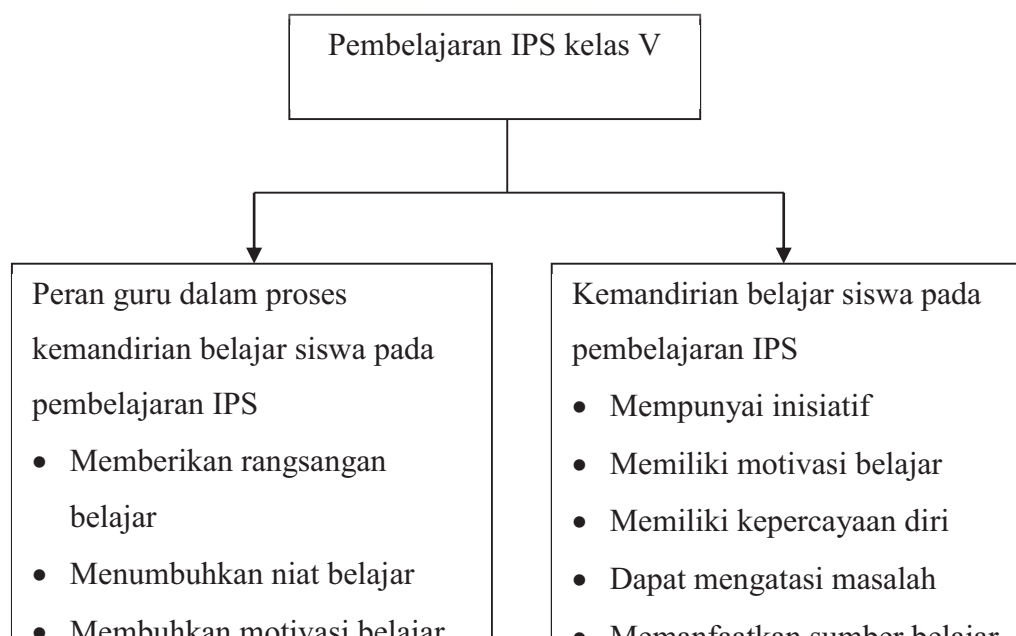 Pembelajaran IPS kelas V
Peran guru dalam proses
kemandirian belajar siswa pada
pembelajaran IPS
• Memberikan rangsangan
belajar
• Menumbuhkan niat belajar
• Membuhkan motivasi belajar
Kemandirian belajar siswa pada
pembelajaran IPS
• Mempunyai inisiatif
• Memiliki motivasi belajar
• Memiliki kepercayaan diri
• Dapat mengatasi masalah
• Memanfaatkan sumber belajar